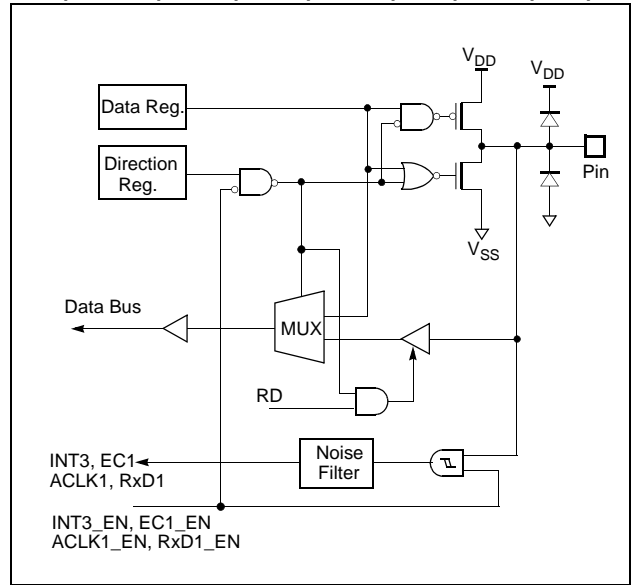 VDD
VDD
Data Reg.
Direction
Reg.
Pin
VSS
Data Bus
MUX
RD
Noise
Filter
INT3, EC1
ACLK1, RxD1
INT3_EN, EC1_EN
ACLK1_EN, RxD1_EN